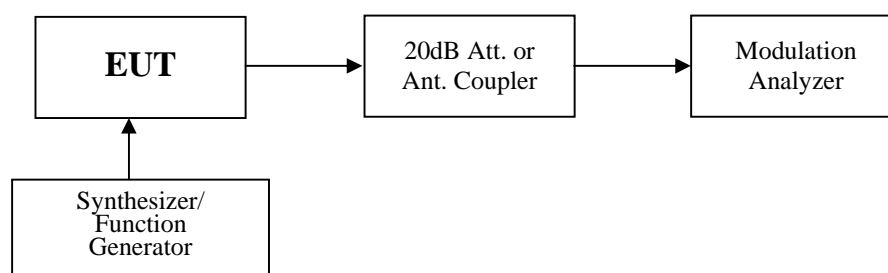 EUT
20dB Att. or
Ant. Coupler
Modulation
Analyzer
Synthesizer/
Function
Generator